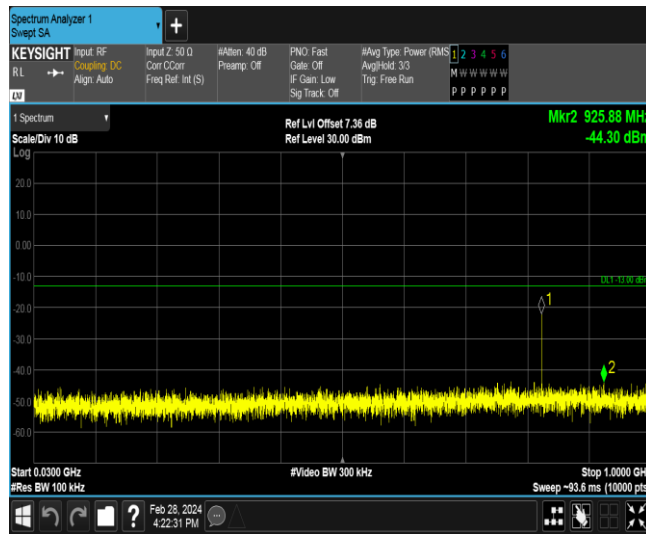 Spectrum Analyzer 1
Swept SA
+
KEYSIGHT
RL
LXI
Input: RF
Coupling: DC
Align: Auto
Input Z: 50 Ω
Corr CCorr
Freq Ref: Int (S)
#Atten: 40 dB
Preamp: Off
PNO: Fast
Gate: Off
IF Gain: Low
Sig Track: Off
#Avg Type: Power (RMS
Avg|Hold: 3/3
Trig: Free Run
1 2 3 4 5 6
M W W W W W
P P P P P P
1 Spectrum
Scale/Div 10 dB
Log
Ref Lvl Offset 7.36 dB
Ref Level 30.00 dBm
Mkr2 925.88 MHz
-44.30 dBm
20.0
10.0
0.00
-10.0
DL1 -13.00 dBm
1
-20.0
-30.0
-40.0
2
-50.0
-60.0
Start 0.0300 GHz
#Video BW 300 kHz
Stop 1.0000 GHz
#Res BW 100 kHz
Sweep ~93.6 ms (10000 pts)
?
Feb 28, 2024
4:22:31 PM